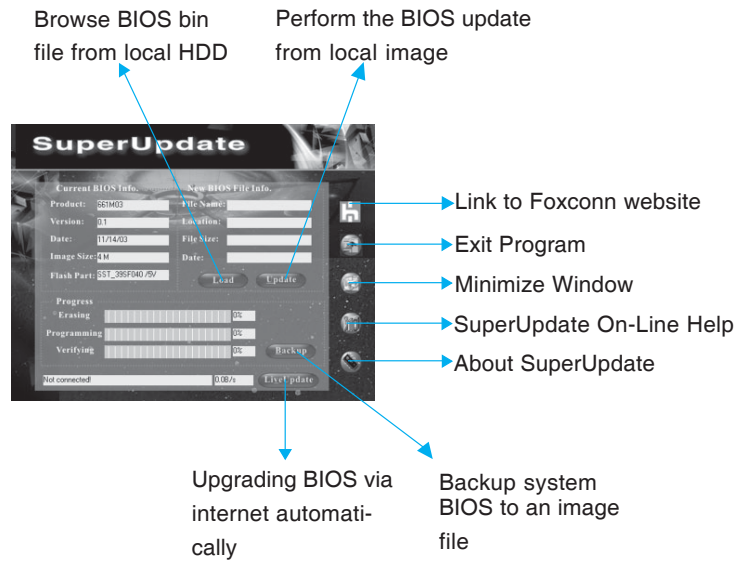 Browse BIOS bin
file from local HDD
Perform the BIOS update
from local image
SuperUpdate
Current BIOS Info.
New BIOS File Info.
Product: 661M03
File Name:
Version: 0.1
Location:
Date: 11/14/03
File Size:
Image Size: 4 M
Date:
Flash Part: SST_39SF040 /5V
Load
Update
Progress
Erasing 0%
Programming 0%
Verifying 0%
Backup
Not connected!
0.0B/s
LiveUpdate
Link to Foxconn website
Exit Program
Minimize Window
SuperUpdate On-Line Help
About SuperUpdate
Upgrading BIOS via
internet automati-
cally
Backup system
BIOS to an image
file